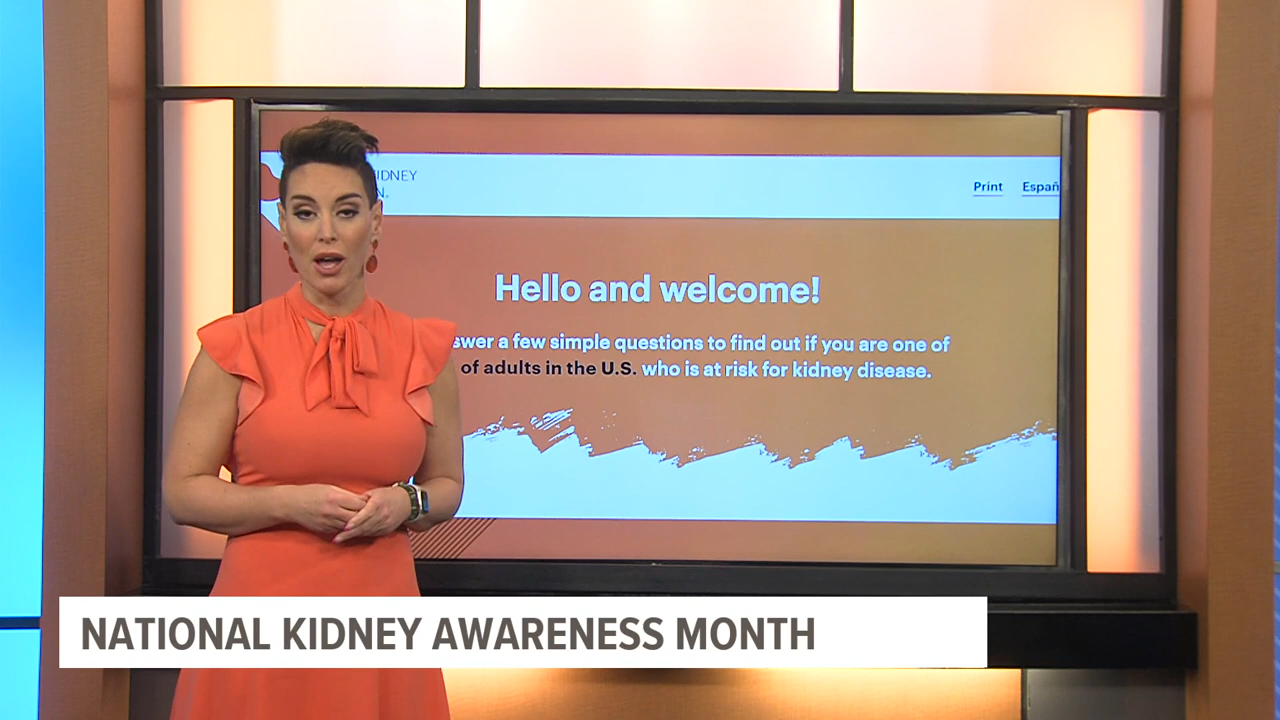 IDNEY
N.
Print Españ
Hello and welcome!
swer a few simple questions to find out if you are one of
of adults in the U.S. who is at risk for kidney disease.
NATIONAL KIDNEY AWARENESS MONTH